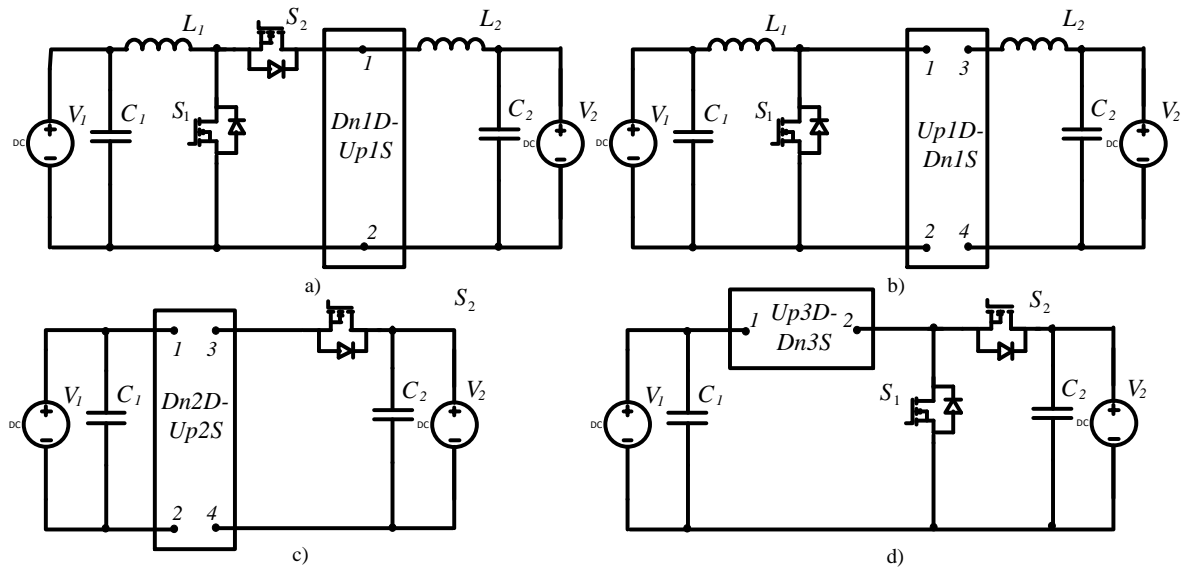 L1 S2 L2
V1 C1 S1 1 Dn1D-Up1S 2 C2 V2
DC DC
a)
L1 L2
V1 C1 S1 1 3 Up1D-Dn1S 2 4 C2 V2
DC DC
b)
S2
V1 C1 1 3 Dn2D-Up2S 2 4 C2 V2
DC DC
c)
1 Up3D-Dn3S 2 S2
V1 C1 S1 C2 V2
DC DC
d)